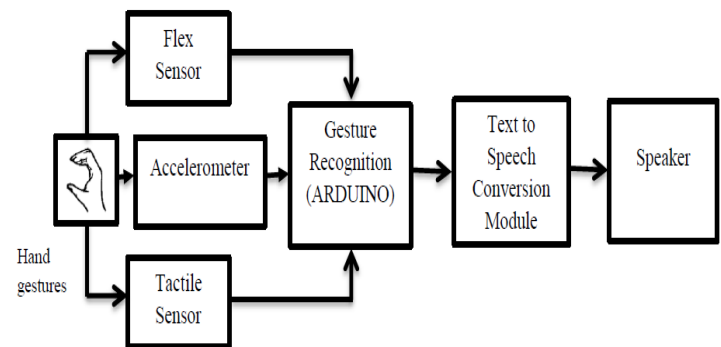 Flex
Sensor
Accelerometer
Hand
gestures
Tactile
Sensor
Gesture
Recognition
(ARDUINO)
Text to
Speech
Conversion
Module
Speaker